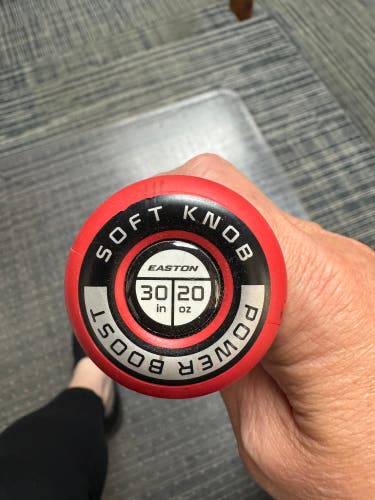 SOFT KNOB
EASTON
30 20
in oz
POWER BOOST